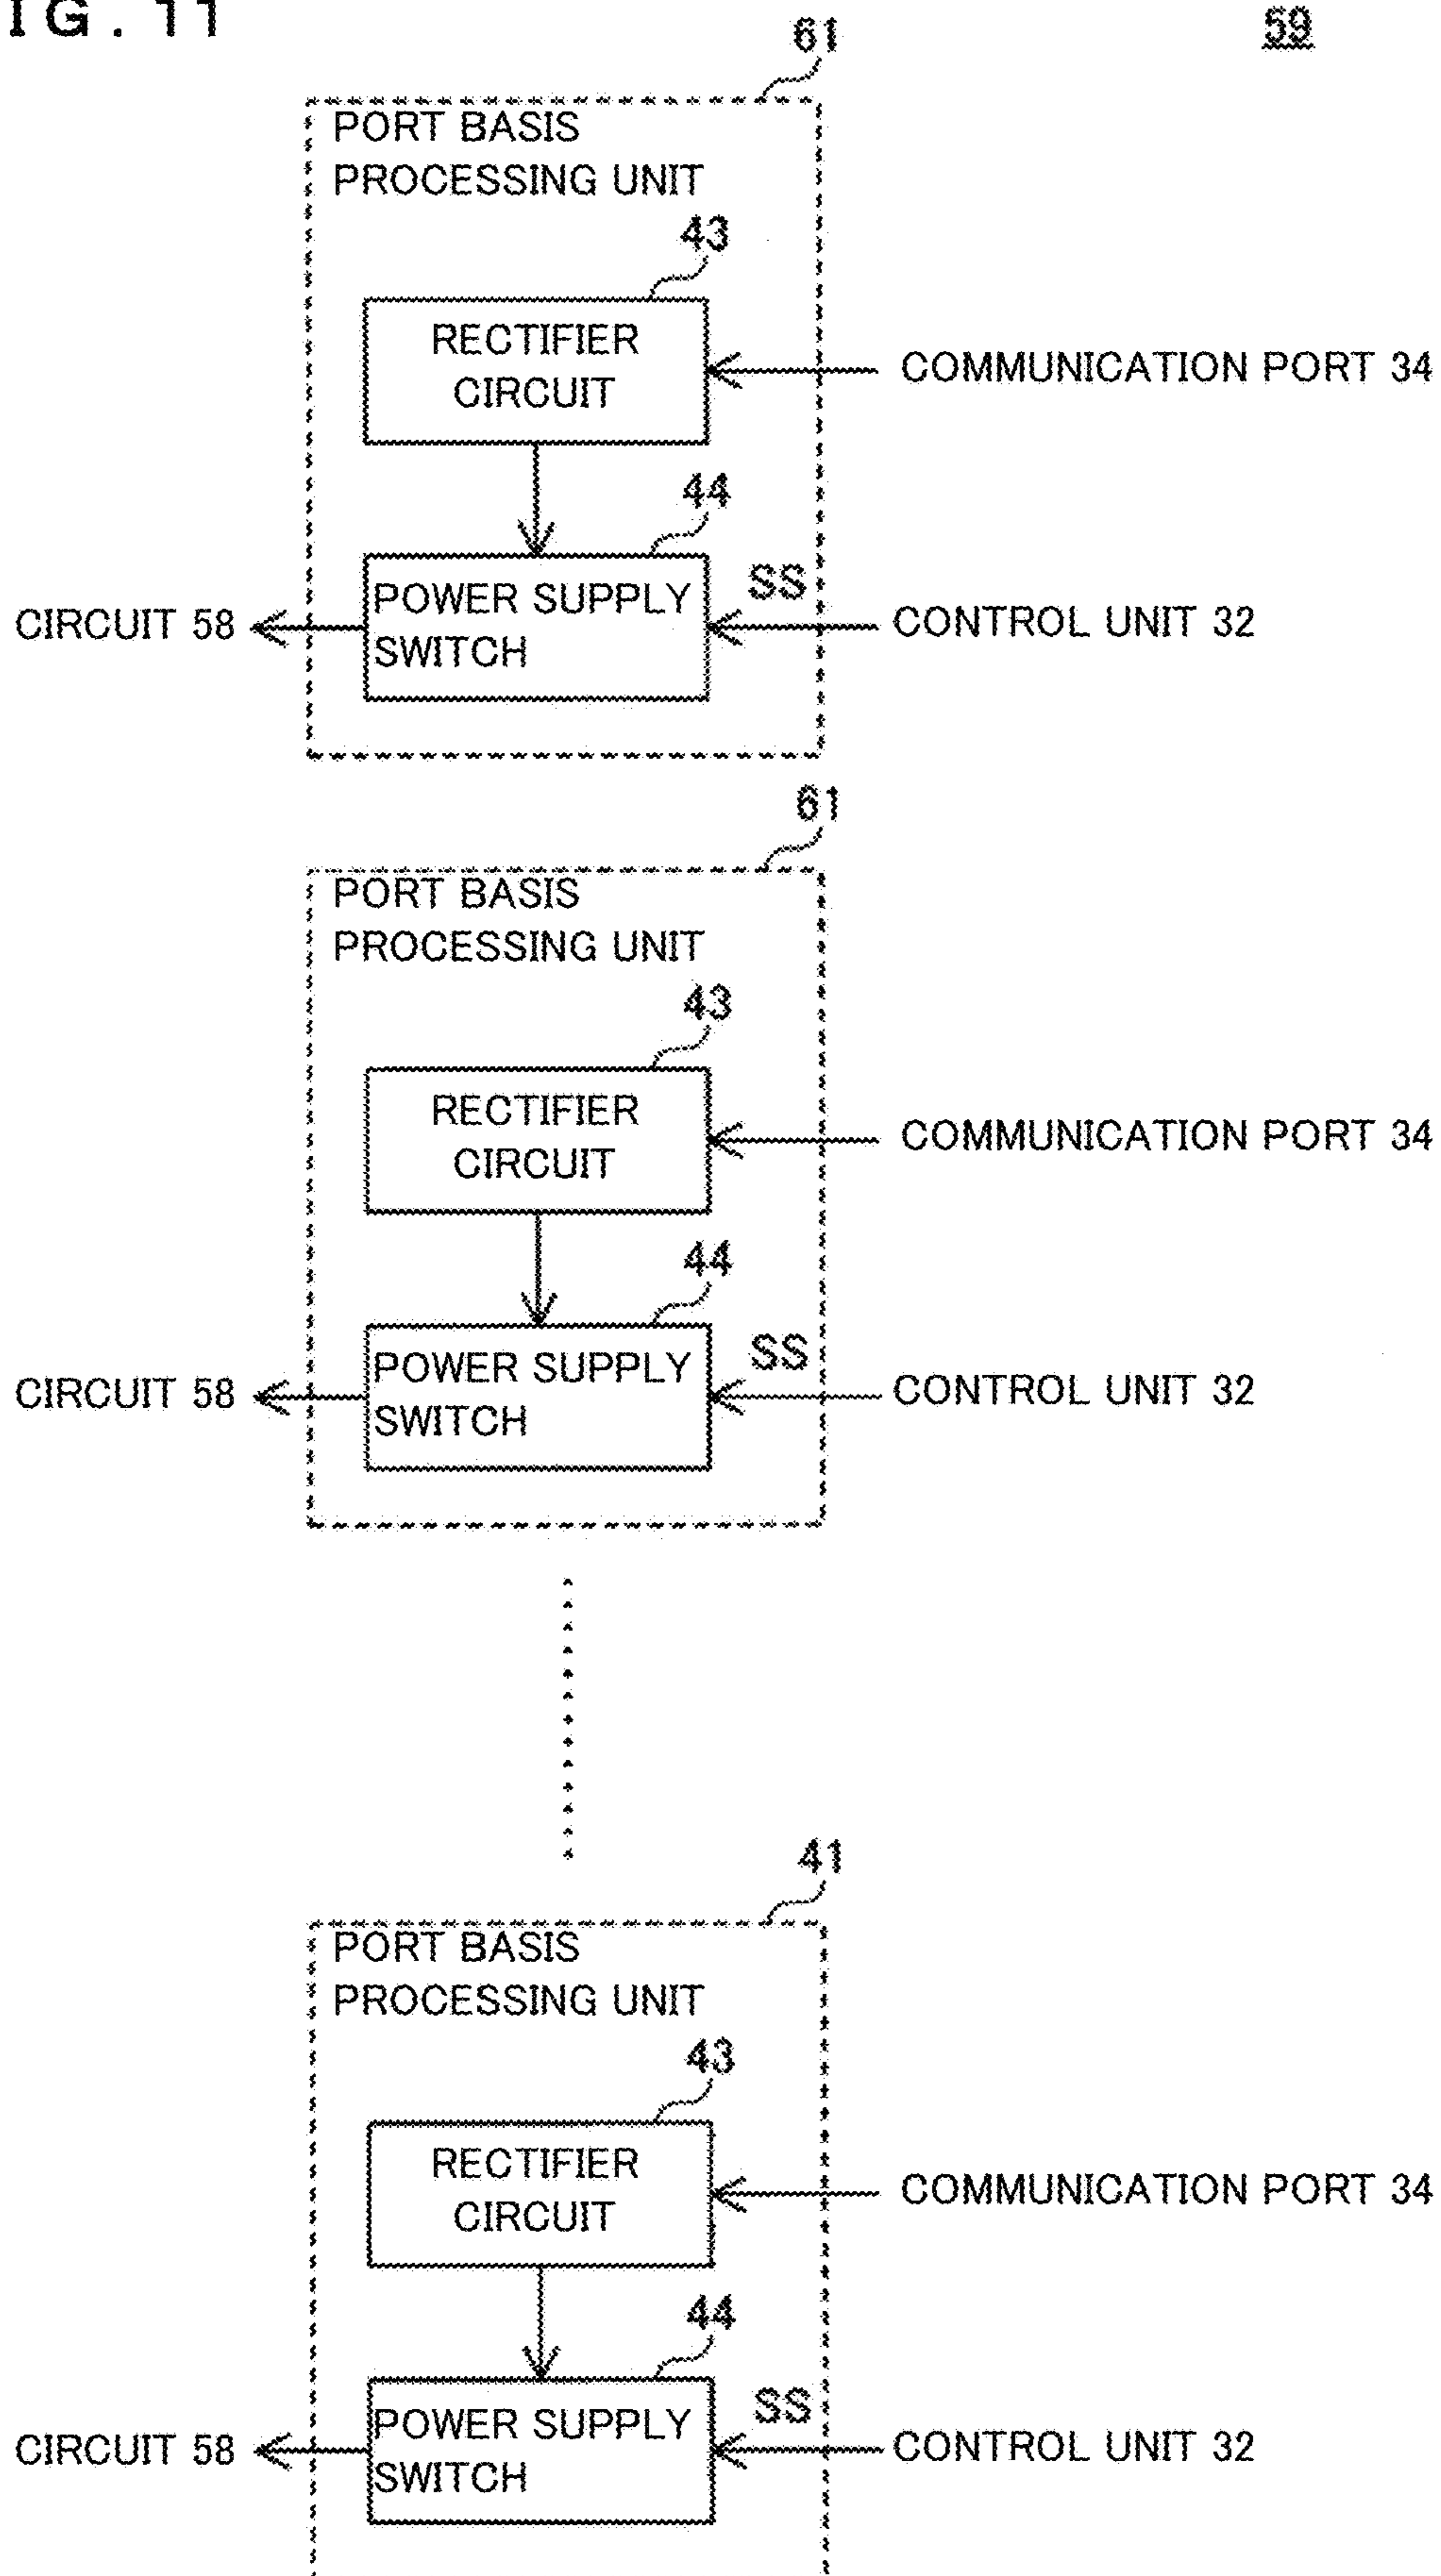 IG. 11
59
61
PORT BASIS
PROCESSING UNIT
43
RECTIFIER
CIRCUIT
COMMUNICATION PORT 34
44
POWER SUPPLY
SWITCH
SS
CIRCUIT 58
CONTROL UNIT 32
61
PORT BASIS
PROCESSING UNIT
43
RECTIFIER
CIRCUIT
COMMUNICATION PORT 34
44
POWER SUPPLY
SWITCH
SS
CIRCUIT 58
CONTROL UNIT 32
41
PORT BASIS
PROCESSING UNIT
43
RECTIFIER
CIRCUIT
COMMUNICATION PORT 34
44
POWER SUPPLY
SWITCH
SS
CIRCUIT 58
CONTROL UNIT 32